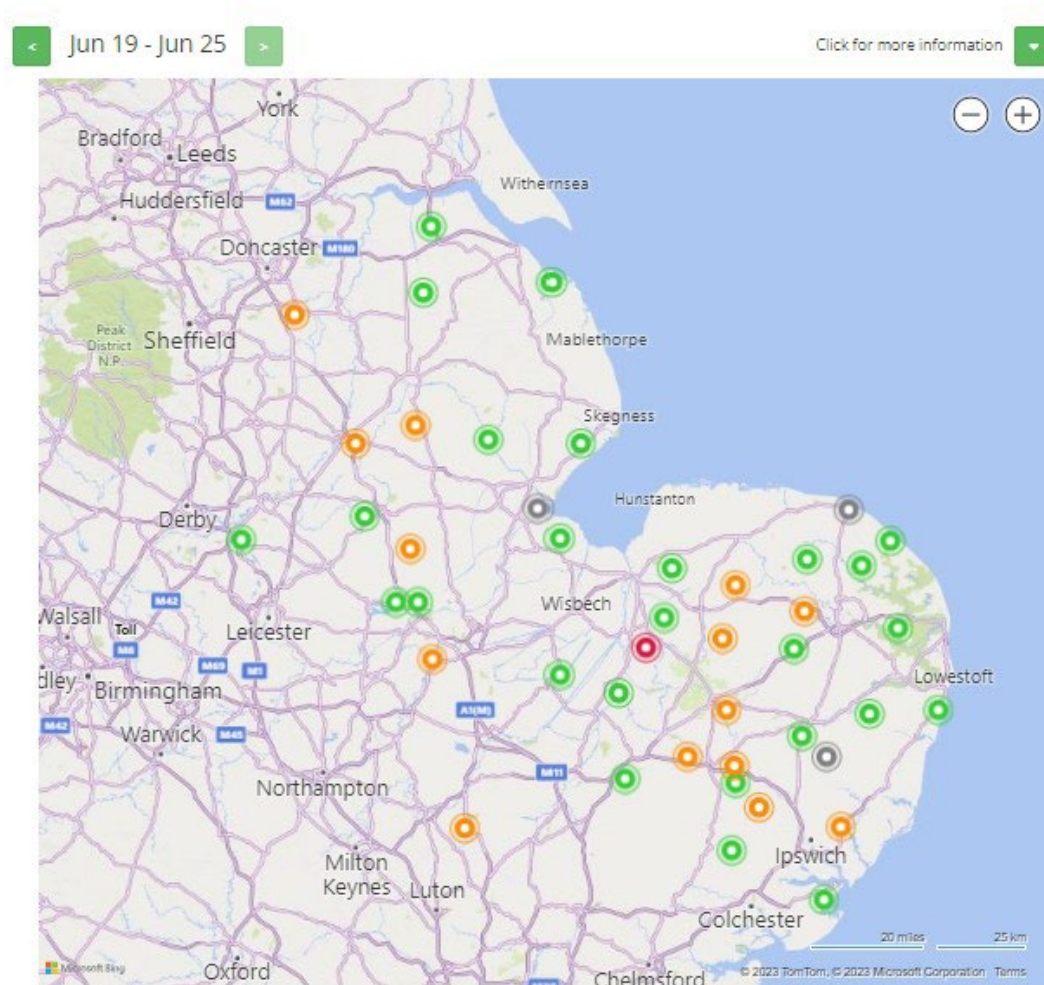 <
Jun 19 - Jun 25
>
Click for more information
York
Bradford
Leeds
Withernsea
Huddersfield
M62
Doncaster
M180
Peak
District
N.P.
Sheffield
Mablethorpe
Skegness
Hunstanton
Derby
M42
Wisbech
Walsall
Toll
M6
Leicester
M69
M1
dley
Birmingham
Lowestoft
A1(M)
M42
Warwick
M45
M11
Northampton
Ipswich
Milton
Keynes
Luton
Colchester
20 miles
25 km
Microsoft Bing
Oxford
Chelmsford
© 2023 TomTom, © 2023 Microsoft Corporation Terms